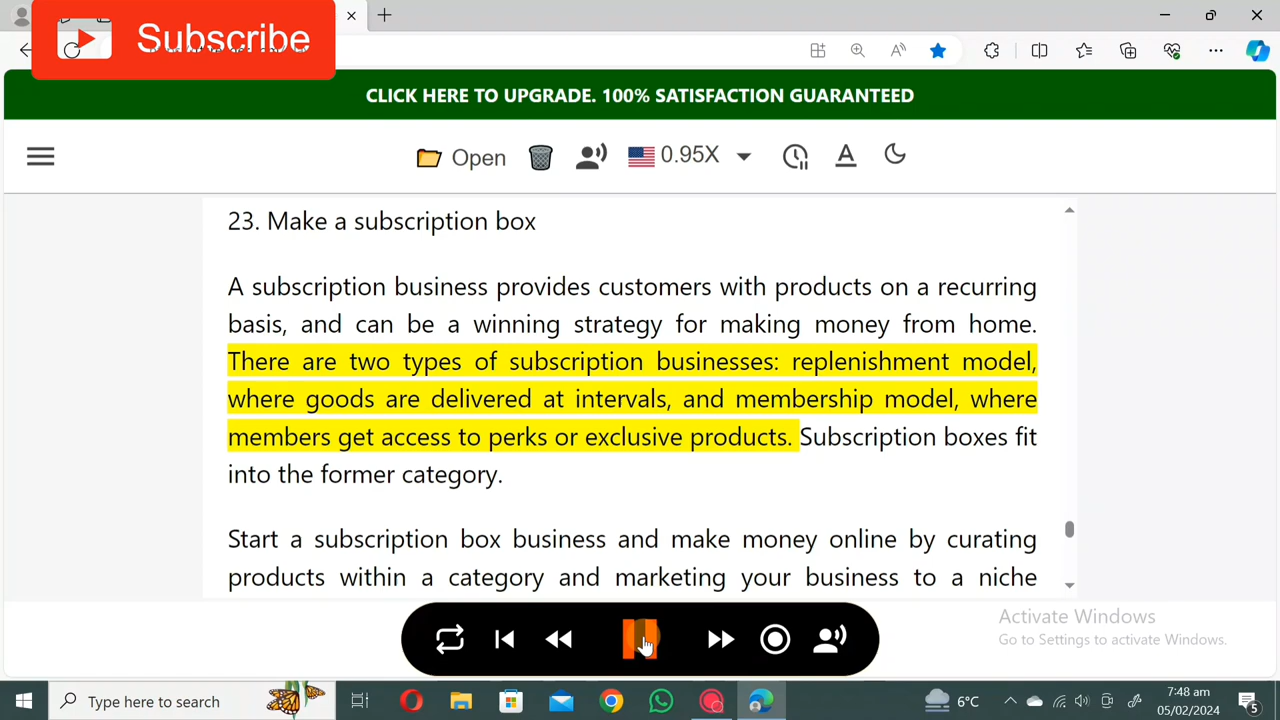 Subscribe
CLICK HERE TO UPGRADE. 100% SATISFACTION GUARANTEED
Open
0.95X
23. Make a subscription box
A subscription business provides customers with products on a recurring
basis, and can be a winning strategy for making money from home.
There are two types of subscription businesses: replenishment model,
where goods are delivered at intervals, and membership model, where
members get access to perks or exclusive products. Subscription boxes fit
into the former category.
Start a subscription box business and make money online by curating
products within a category and marketing your business to a niche
Activate Windows
Go to Settings to activate Windows.
Type here to search
6°C
7:48 am
05/02/2024
5